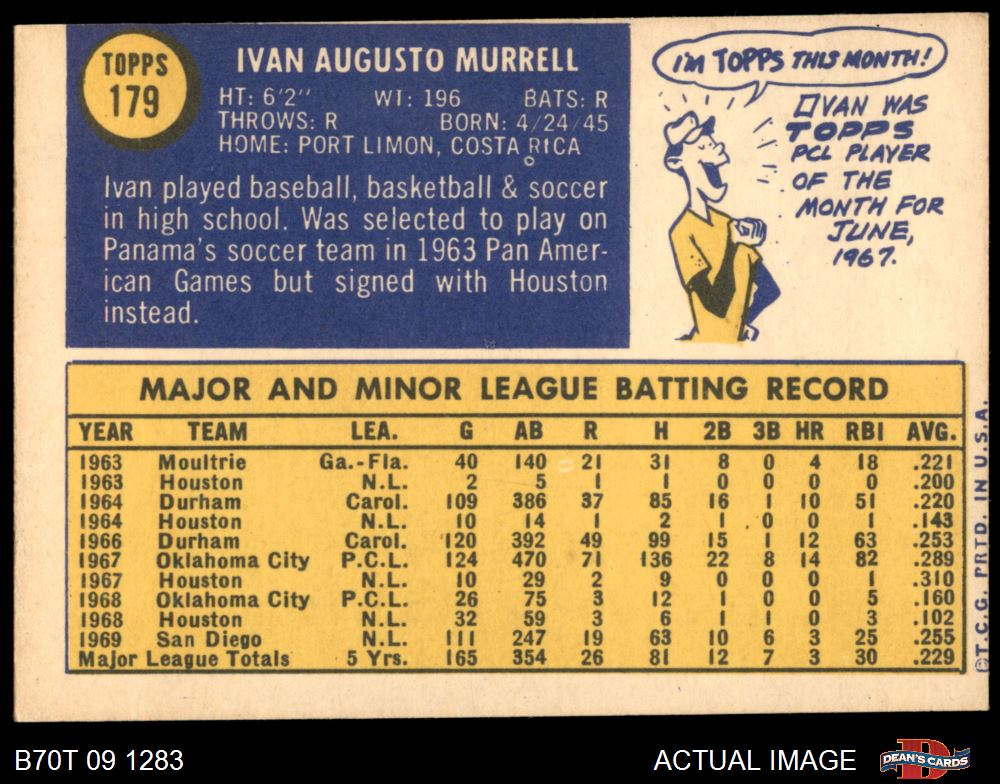 TOPPS
179
IVAN AUGUSTO MURRELL
HT: 6'2" WT: 196 BATS: R
THROWS: R BORN: 4/24/45
HOME: PORT LIMON, COSTA RICA
Ivan played baseball, basketball & soccer
in high school. Was selected to play on
Panama's soccer team in 1963 Pan Amer-
ican Games but signed with Houston
instead.
I'M TOPPS THIS MONTH!
IVAN WAS
TOPPS
PCL PLAYER
OF THE
MONTH FOR
JUNE,
1967.
MAJOR AND MINOR LEAGUE BATTING RECORD
YEAR TEAM LEA. G AB R H 2B 3B HR RBI AVG.
1963 Moultrie Ga.-Fla. 40 140 21 31 8 0 4 18 .221
1963 Houston N.L. 2 5 1 1 0 0 0 0 .200
1964 Durham Carol. 109 386 37 85 16 1 10 51 .220
1964 Houston N.L. 10 14 1 2 1 0 0 1 .143
1966 Durham Carol. 120 392 49 99 15 1 12 63 .253
1967 Oklahoma City P.C.L. 124 470 71 136 22 8 14 82 .289
1967 Houston N.L. 10 29 2 9 0 0 0 1 .310
1968 Oklahoma City P.C.L. 26 75 3 12 1 0 0 5 .160
1968 Houston N.L. 32 59 3 6 1 1 0 3 .102
1969 San Diego N.L. 111 247 19 63 10 6 3 25 .255
Major League Totals 5 Yrs. 165 354 26 81 12 7 3 30 .229
©T.C.G. PRTD. IN U.S.A.
B70T 09 1283
ACTUAL IMAGE
DEAN'S CARDS